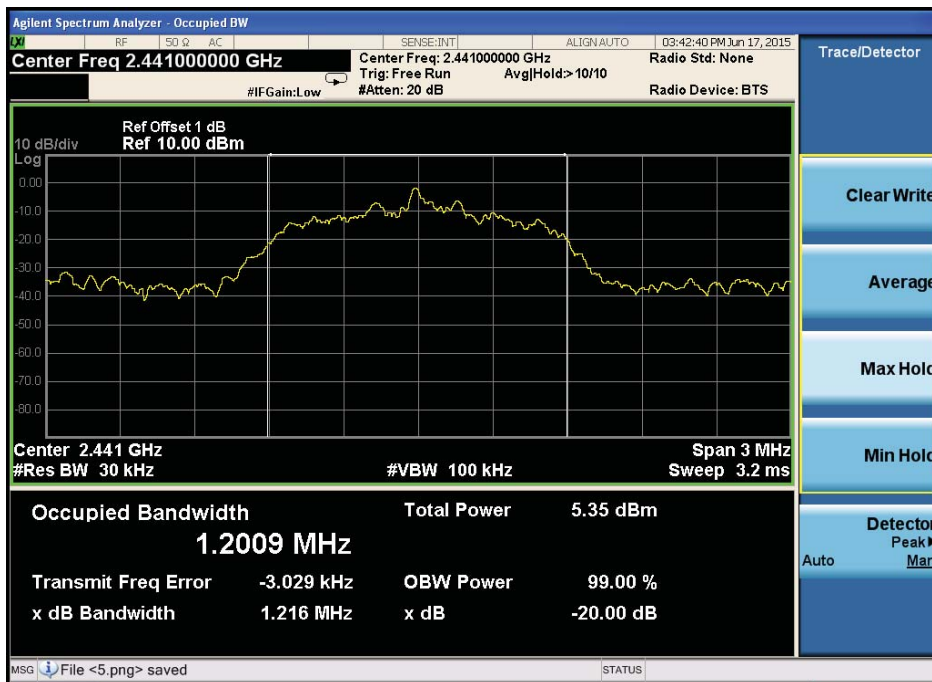 Agilent Spectrum Analyzer - Occupied BW
LXI RF 50 Ω AC SENSE:INT ALIGN AUTO 03:42:40 PM Jun 17, 2015
Center Freq 2.441000000 GHz
Center Freq: 2.441000000 GHz
Radio Std: None
Trig: Free Run Avg|Hold:>10/10
#IFGain:Low
#Atten: 20 dB
Radio Device: BTS
Trace/Detector
Ref Offset 1 dB
10 dB/div Ref 10.00 dBm
Log
0.00
-10.0
-20.0
-30.0
-40.0
-50.0
-60.0
-70.0
-80.0
Center 2.441 GHz Span 3 MHz
#Res BW 30 kHz #VBW 100 kHz Sweep 3.2 ms
Occupied Bandwidth
1.2009 MHz
Total Power 5.35 dBm
Transmit Freq Error -3.029 kHz OBW Power 99.00 %
x dB Bandwidth 1.216 MHz x dB -20.00 dB
Clear Write
Average
Max Hold
Min Hold
Detector
Peak
Auto Man
MSG File <5.png> saved STATUS